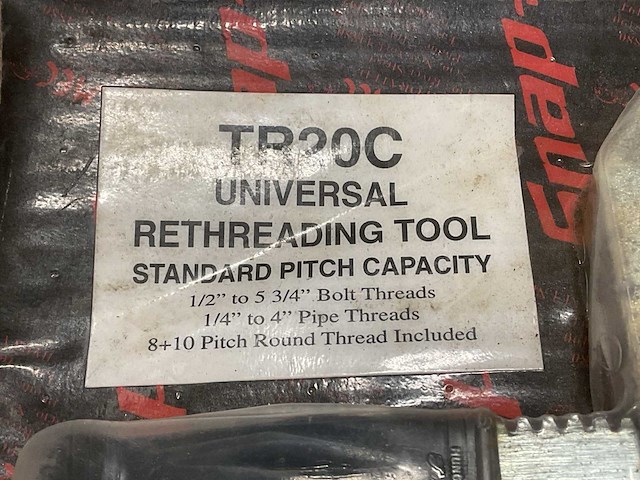 Snap
Snap
TR20C
UNIVERSAL
RETHREADING TOOL
STANDARD PITCH CAPACITY
1/2” to 5 3/4” Bolt Threads
1/4” to 4” Pipe Threads
8+10 Pitch Round Thread Included